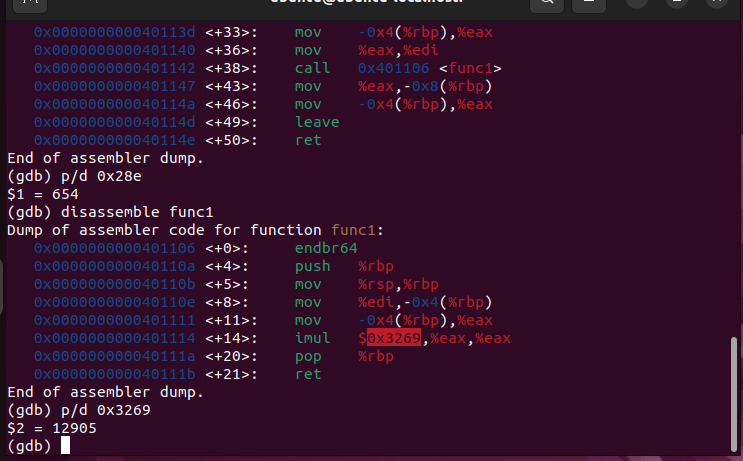 0x000000000040113d <+33>:    mov    -0x4(%rbp),%eax
0x0000000000401140 <+36>:    mov    %eax,%edi
0x0000000000401142 <+38>:    call   0x401106 <func1>
0x0000000000401147 <+43>:    mov    %eax,-0x8(%rbp)
0x000000000040114a <+46>:    mov    -0x4(%rbp),%eax
0x000000000040114d <+49>:    leave
0x000000000040114e <+50>:    ret
End of assembler dump.
(gdb) p/d 0x28e
$1 = 654
(gdb) disassemble func1
Dump of assembler code for function func1:
0x0000000000401106 <+0>:     endbr64
0x000000000040110a <+4>:     push   %rbp
0x000000000040110b <+5>:     mov    %rsp,%rbp
0x000000000040110e <+8>:     mov    %edi,-0x4(%rbp)
0x0000000000401111 <+11>:    mov    -0x4(%rbp),%eax
0x0000000000401114 <+14>:    imul   $0x3269,%eax,%eax
0x000000000040111a <+20>:    pop    %rbp
0x000000000040111b <+21>:    ret
End of assembler dump.
(gdb) p/d 0x3269
$2 = 12905
(gdb)